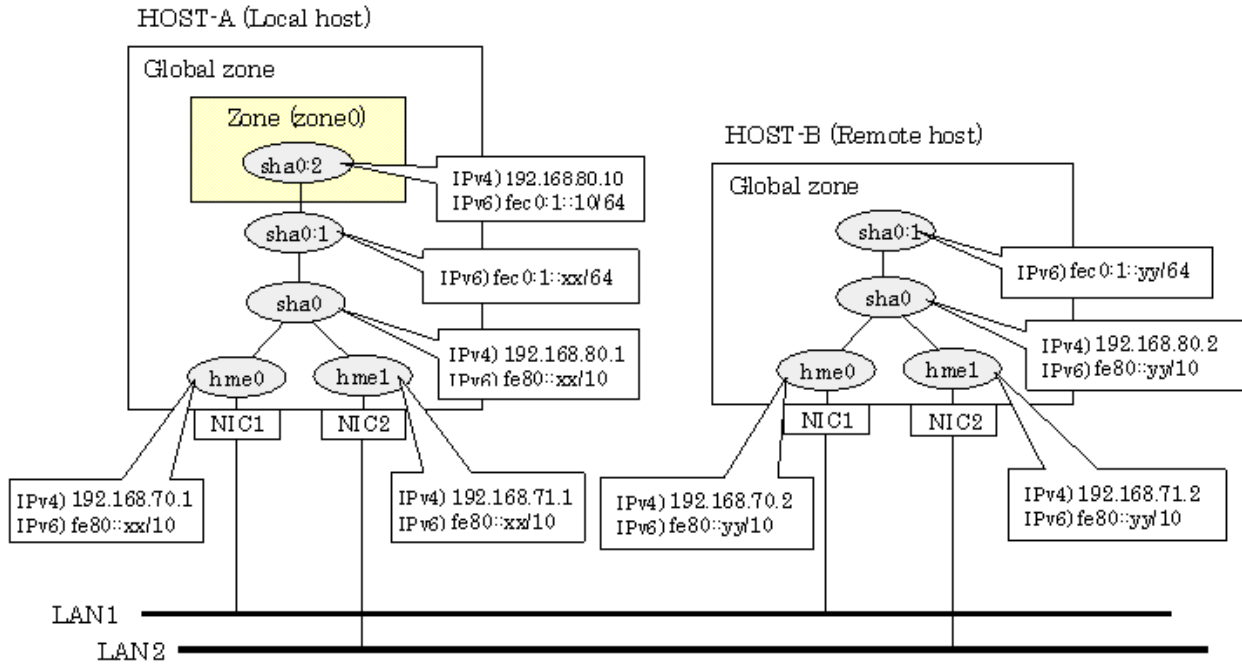 HOST-A (Local host)
Global zone
Zone (zone0)
sha0:2
IPv4) 192.168.80.10
IPv6) fec0:1::10/64
sha0:1
IPv6) fec0:1::xx/64
sha0
IPv4) 192.168.80.1
IPv6) fe80::xx/10
hme0
hme1
NIC1
NIC2
IPv4) 192.168.70.1
IPv6) fe80::xx/10
IPv4) 192.168.71.1
IPv6) fe80::xx/10
HOST-B (Remote host)
Global zone
sha0:1
IPv6) fec0:1::yy/64
sha0
IPv4) 192.168.80.2
IPv6) fe80::yy/10
hme0
hme1
NIC1
NIC2
IPv4) 192.168.70.2
IPv6) fe80::yy/10
IPv4) 192.168.71.2
IPv6) fe80::yy/10
LAN1
LAN2